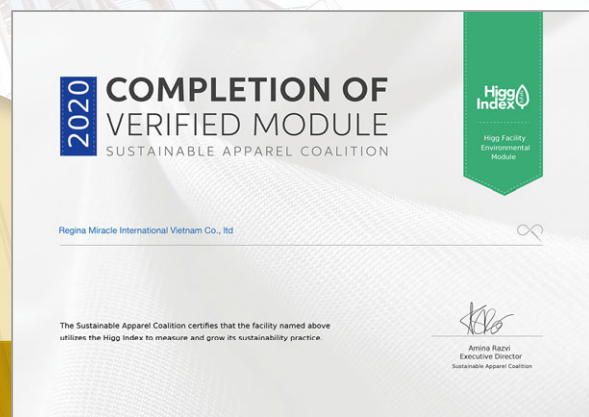 2020
COMPLETION OF
VERIFIED MODULE
SUSTAINABLE APPAREL COALITION
Higg
Index
Higg Facility
Environmental
Module
Regina Miracle International Vietnam Co., ltd
The Sustainable Apparel Coalition certifies that the facility named above
utilizes the Higg Index to measure and grow its sustainability practice.
Amina Razvi
Executive Director
Sustainable Apparel Coalition